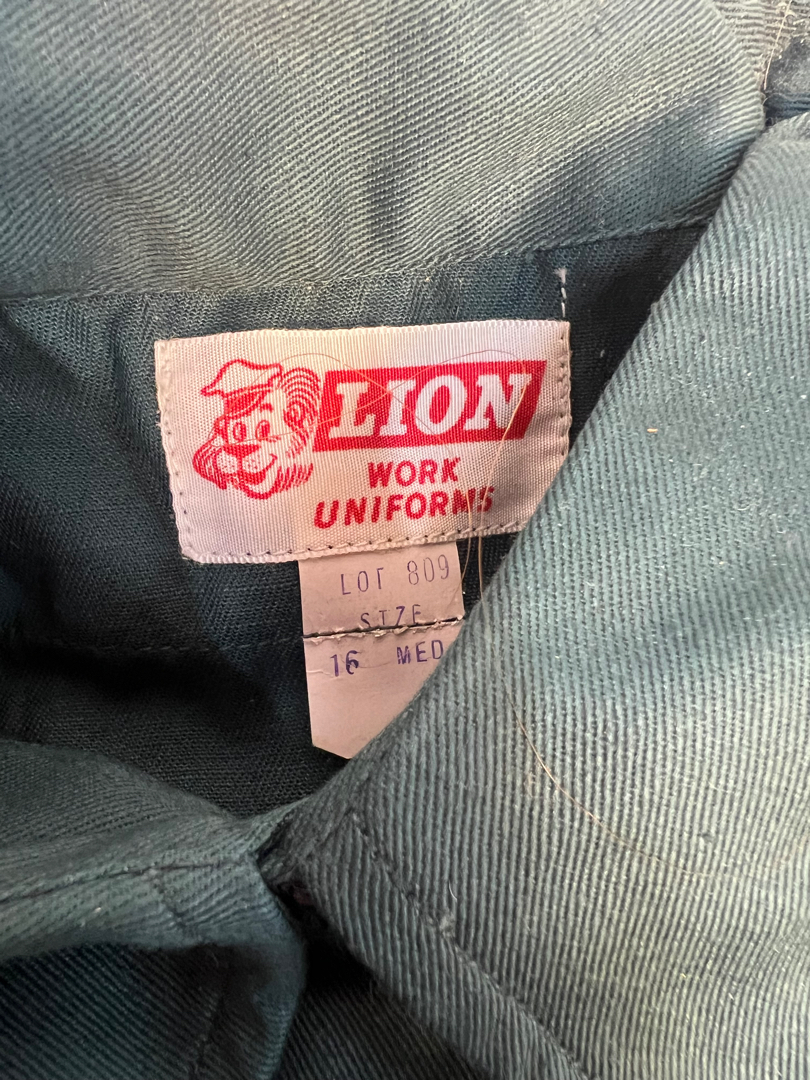 LION
WORK
UNIFORMS
LOT 809
SIZE
16 MED